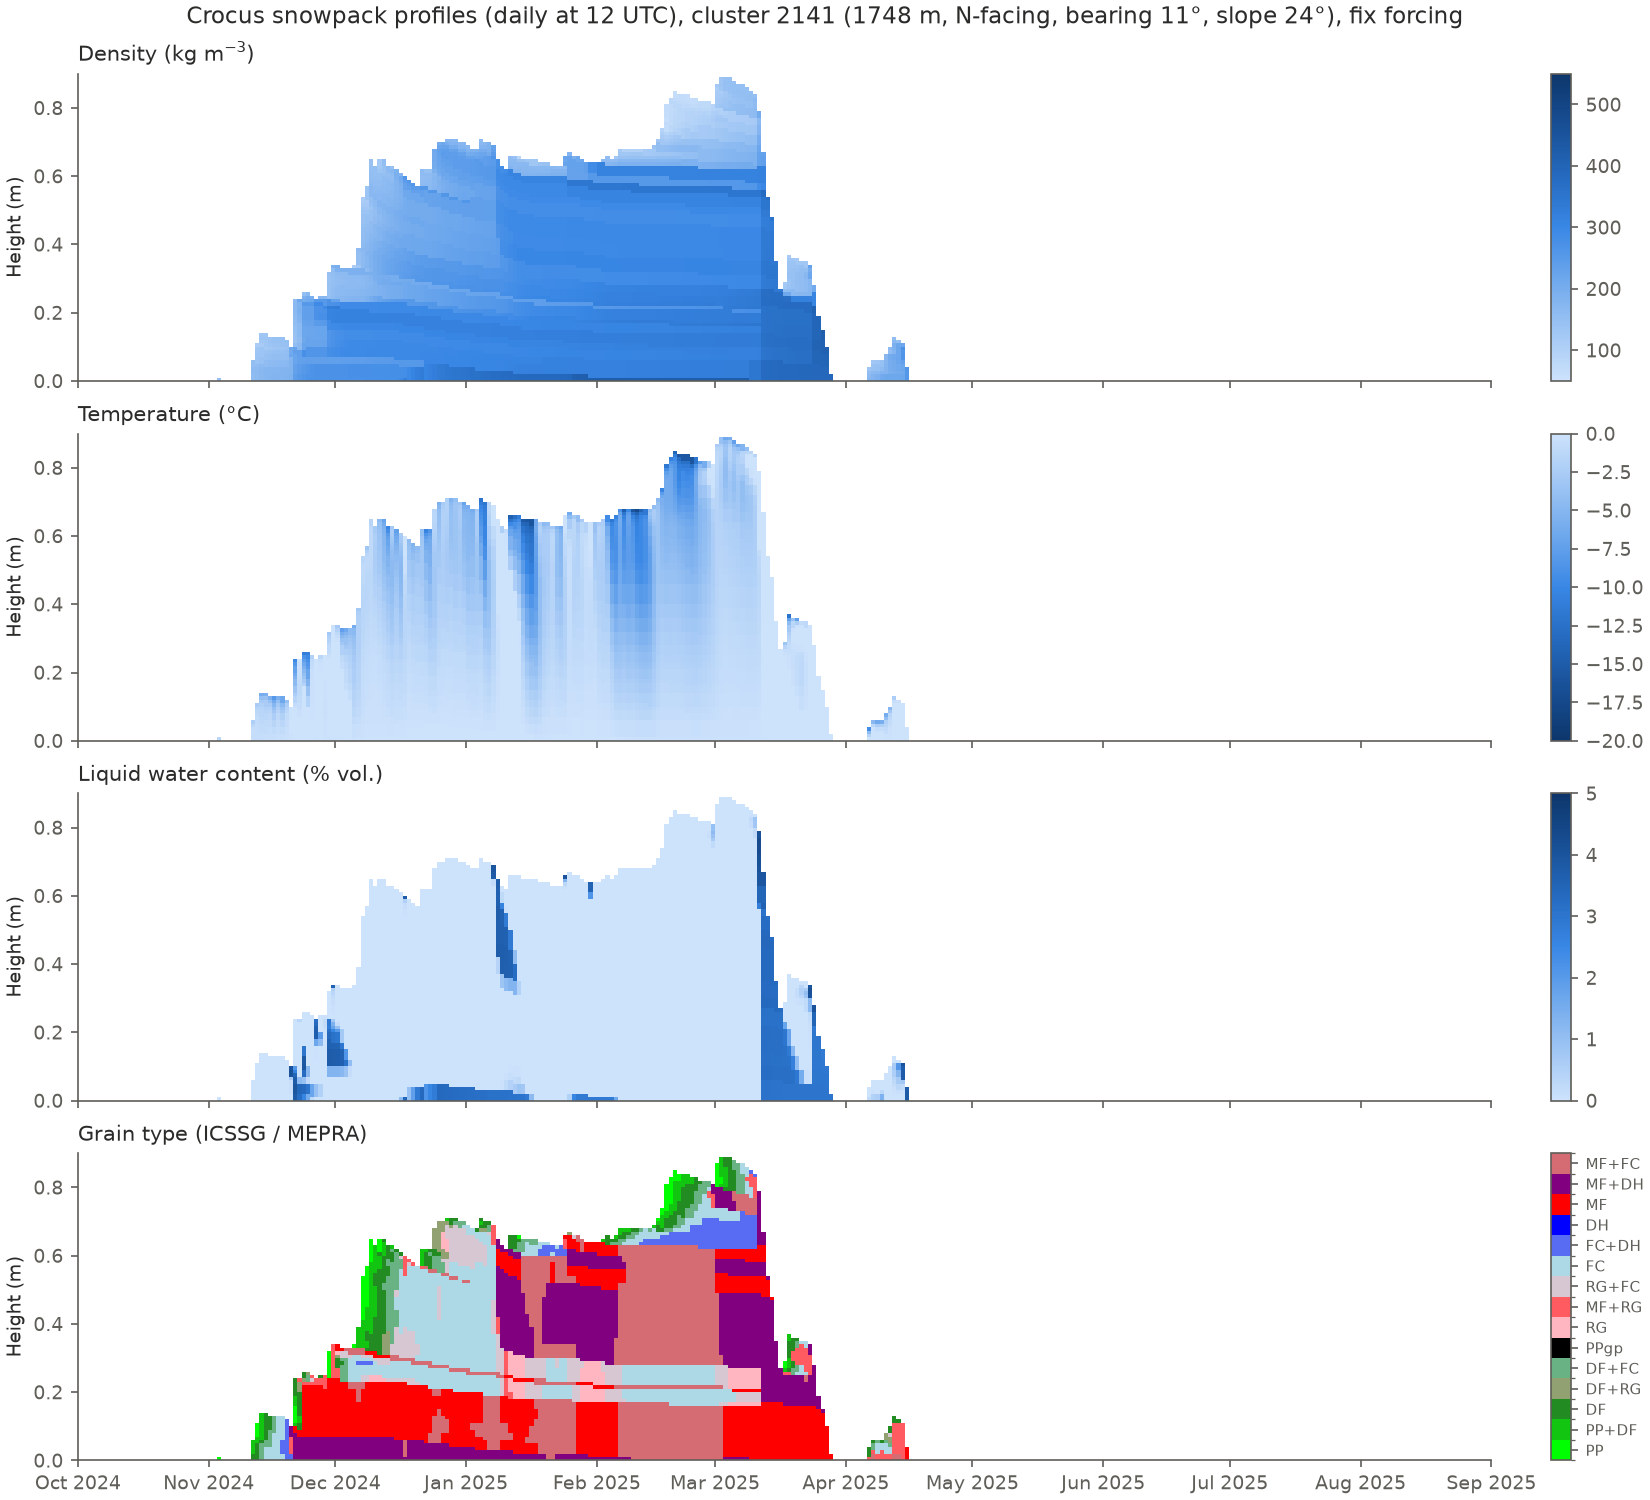 Crocus snowpack profiles (daily at 12 UTC), cluster 2141 (1748 m, N-facing, bearing 11°, slope 24°), fix forcing
Density (kg m⁻³)
Height (m)
0.8
0.6
0.4
0.2
0.0
500
400
300
200
100
Temperature (°C)
Height (m)
0.8
0.6
0.4
0.2
0.0
0.0
−2.5
−5.0
−7.5
−10.0
−12.5
−15.0
−17.5
−20.0
Liquid water content (% vol.)
Height (m)
0.8
0.6
0.4
0.2
0.0
5
4
3
2
1
0
Grain type (ICSSG / MEPRA)
Height (m)
0.8
0.6
0.4
0.2
0.0
MF+FC
MF+DH
MF
DH
FC+DH
FC
RG+FC
MF+RG
RG
PPgp
DF+FC
DF+RG
DF
PP+DF
PP
Oct 2024 Nov 2024 Dec 2024 Jan 2025 Feb 2025 Mar 2025 Apr 2025 May 2025 Jun 2025 Jul 2025 Aug 2025 Sep 2025